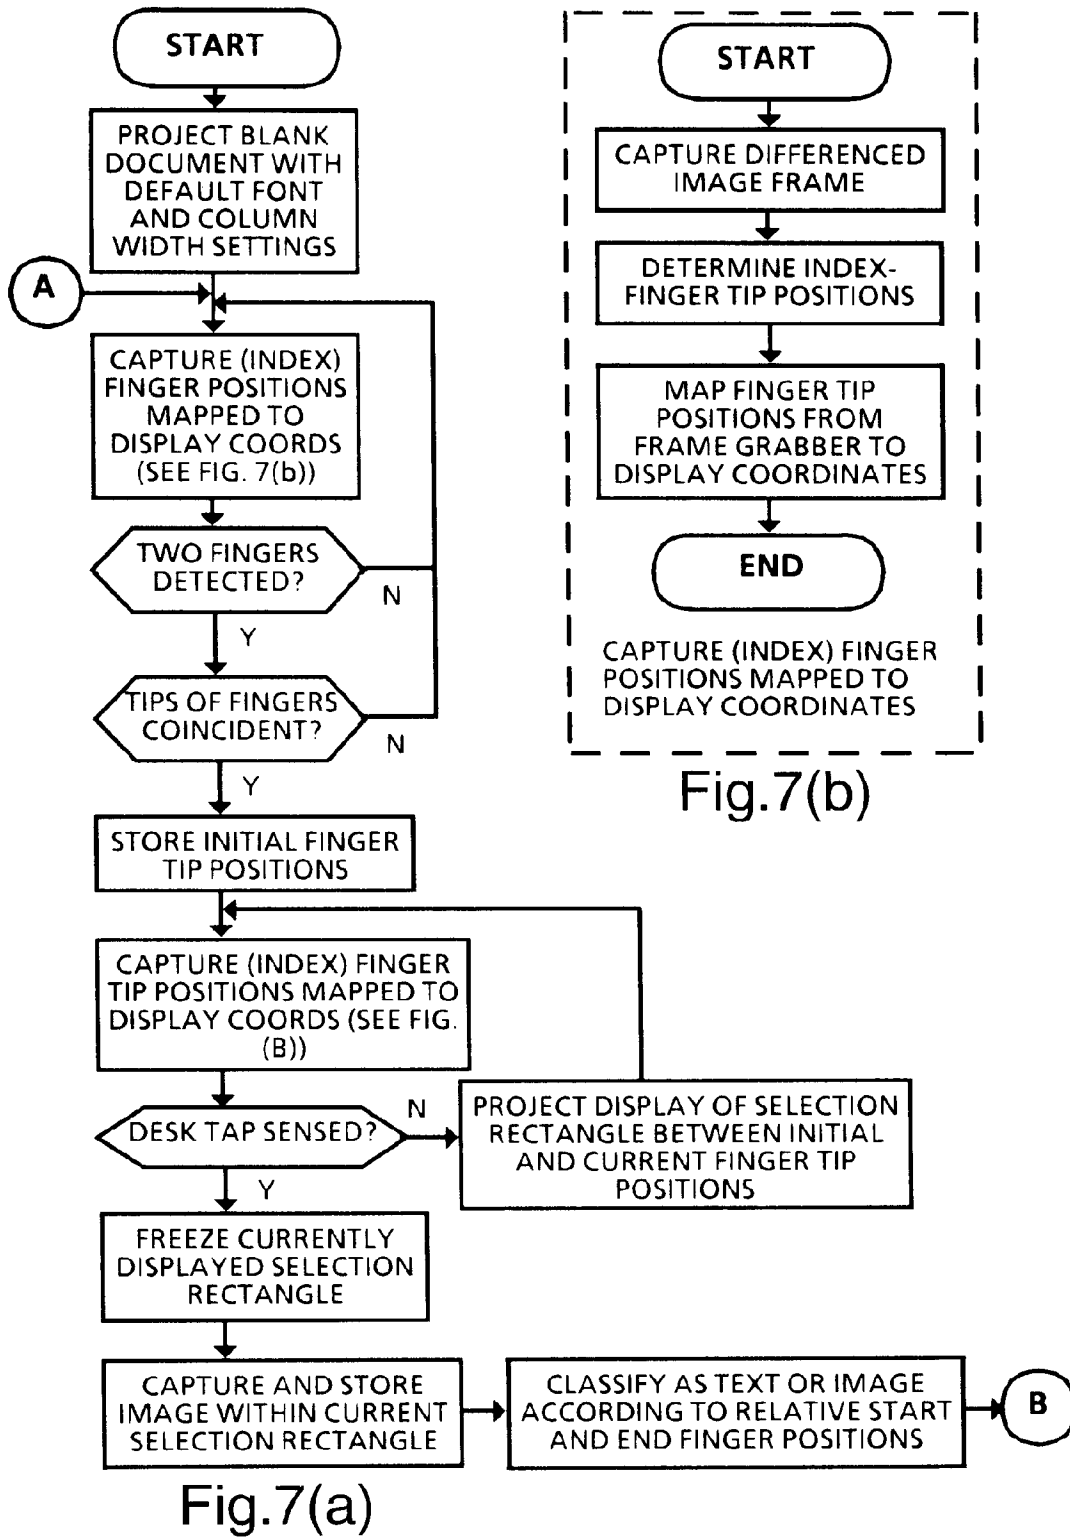 START
PROJECT BLANK
DOCUMENT WITH
DEFAULT FONT
AND COLUMN
WIDTH SETTINGS
A
CAPTURE (INDEX)
FINGER POSITIONS
MAPPED TO
DISPLAY COORDS
(SEE FIG. 7(b))
TWO FINGERS
DETECTED?
N
Y
TIPS OF FINGERS
COINCIDENT?
N
Y
STORE INITIAL FINGER
TIP POSITIONS
CAPTURE (INDEX) FINGER
TIP POSITIONS MAPPED TO
DISPLAY COORDS (SEE FIG.
(B))
DESK TAP SENSED?
N
PROJECT DISPLAY OF SELECTION
RECTANGLE BETWEEN INITIAL
AND CURRENT FINGER TIP
POSITIONS
Y
FREEZE CURRENTLY
DISPLAYED SELECTION
RECTANGLE
CAPTURE AND STORE
IMAGE WITHIN CURRENT
SELECTION RECTANGLE
CLASSIFY AS TEXT OR IMAGE
ACCORDING TO RELATIVE START
AND END FINGER POSITIONS
B
Fig.7(a)
START
CAPTURE DIFFERENCED
IMAGE FRAME
DETERMINE INDEX-
FINGER TIP POSITIONS
MAP FINGER TIP
POSITIONS FROM
FRAME GRABBER TO
DISPLAY COORDINATES
END
CAPTURE (INDEX) FINGER
POSITIONS MAPPED TO
DISPLAY COORDINATES
Fig.7(b)